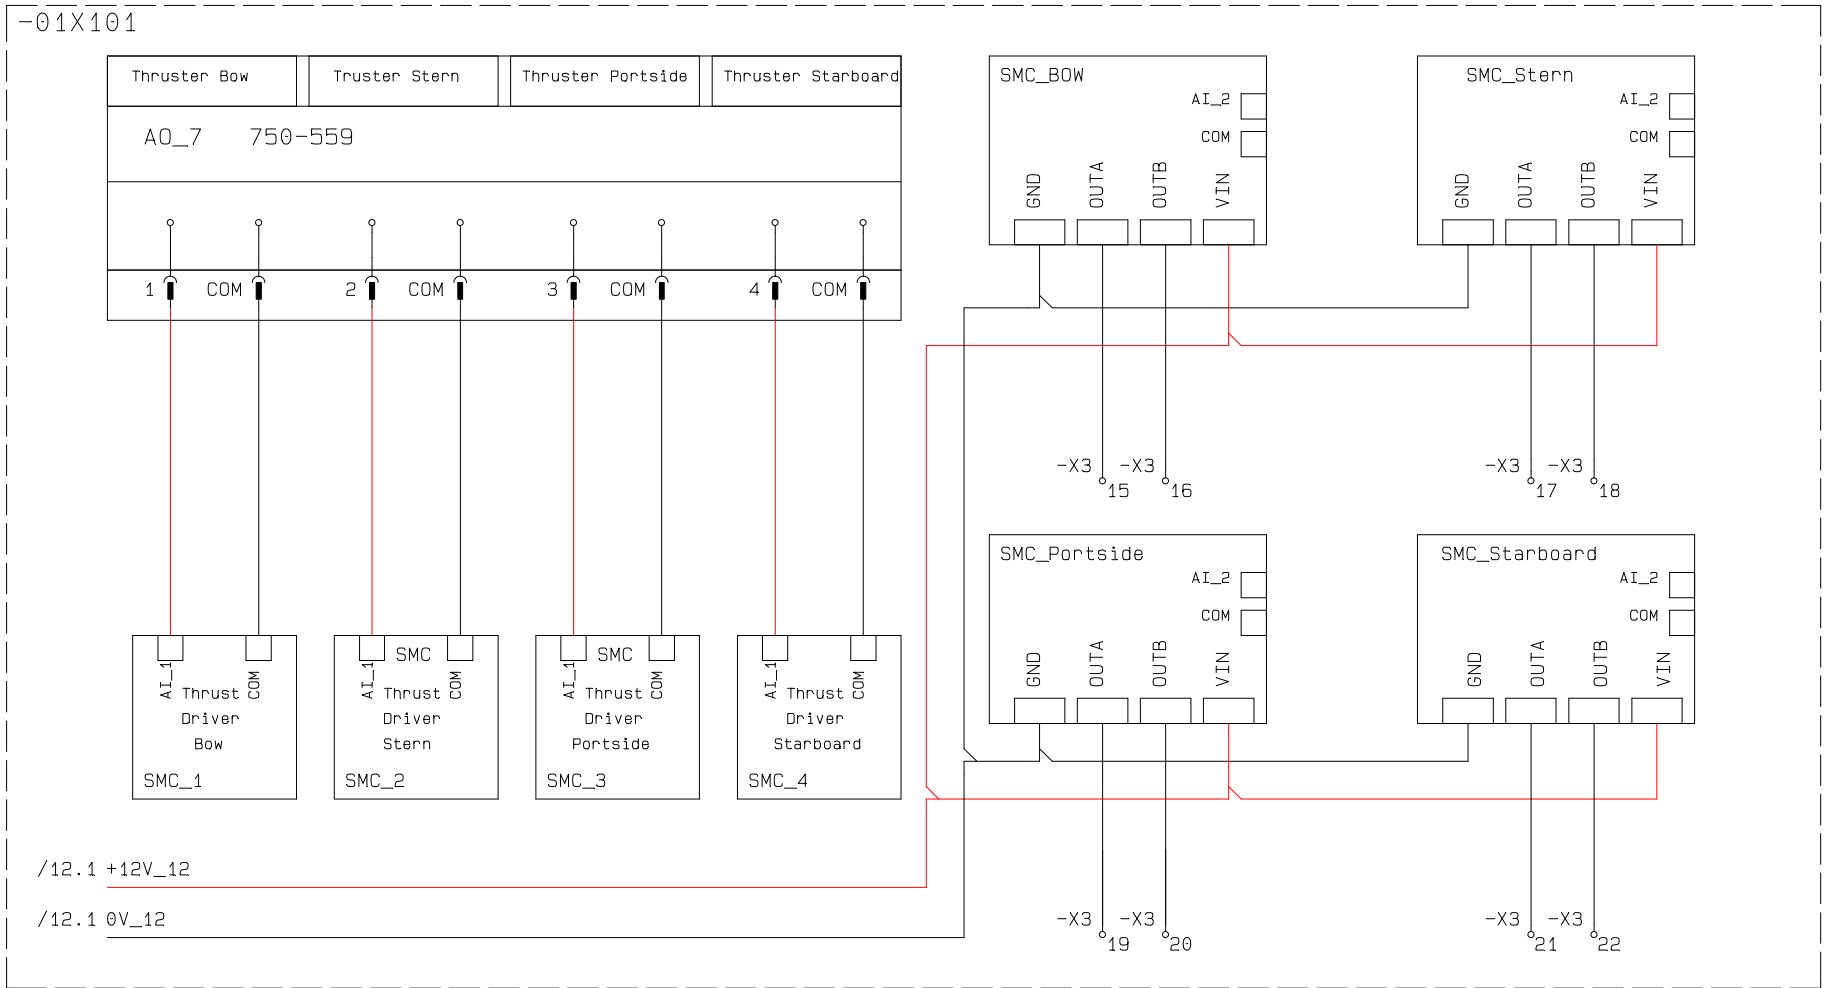 -01X101
Thruster Bow
Truster Stern
Thruster Portside
Thruster Starboard
AO_7 750-559
1 COM 2 COM 3 COM 4 COM
SMC_BOW
AI_2
COM
GND OUTA OUTB VIN
-X3 15 -X3 16
SMC_Stern
AI_2
COM
GND OUTA OUTB VIN
-X3 17 -X3 18
SMC_Portside
AI_2
COM
GND OUTA OUTB VIN
-X3 19 -X3 20
SMC_Starboard
AI_2
COM
GND OUTA OUTB VIN
-X3 21 -X3 22
AI_1 COM
Thrust
Driver
Bow
SMC_1
SMC
AI_1 COM
Thrust
Driver
Stern
SMC_2
SMC
AI_1 COM
Thrust
Driver
Portside
SMC_3
AI_1 COM
Thrust
Driver
Starboard
SMC_4
/12.1 +12V_12
/12.1 0V_12